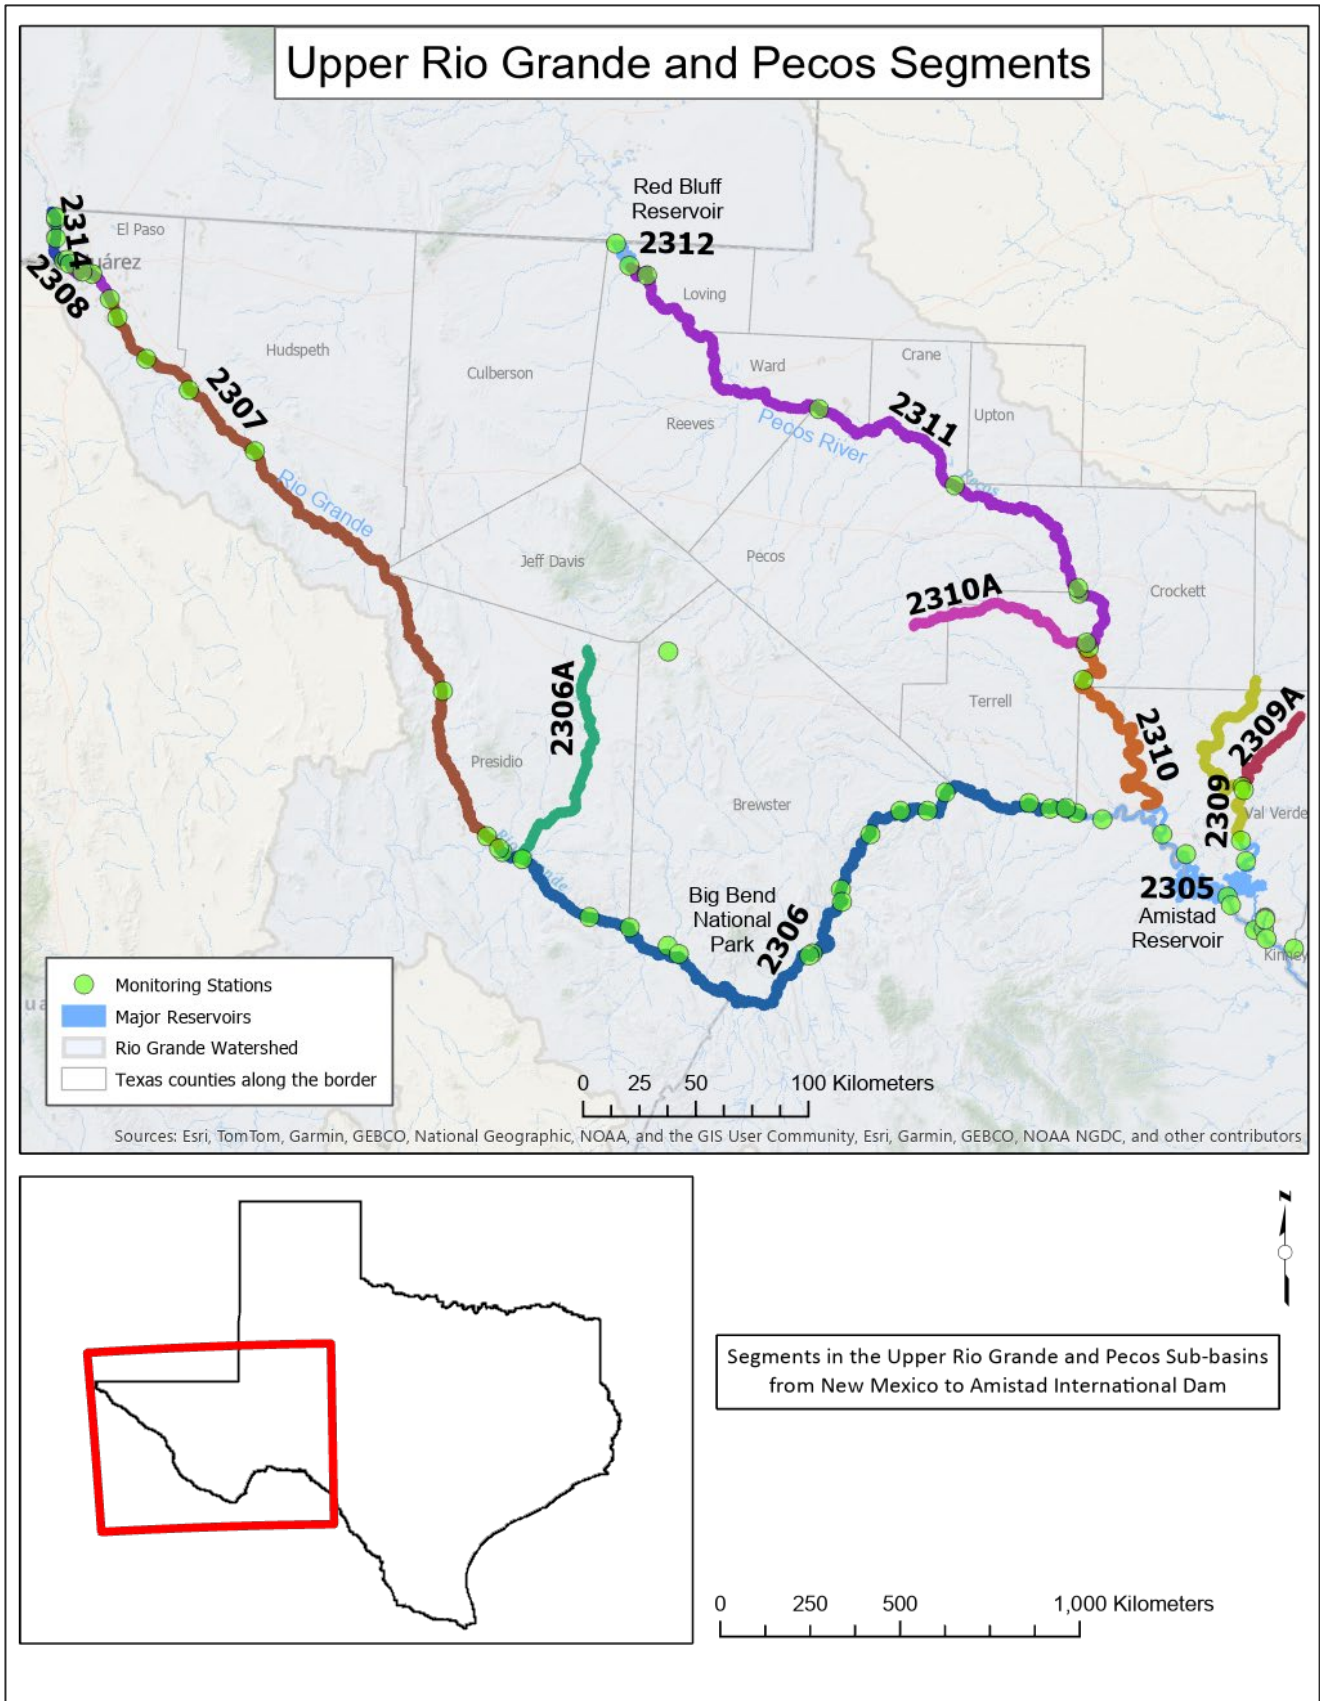 Upper Rio Grande and Pecos Segments
Red Bluff
Reservoir
2312
2314
El Paso
uárez
2308
Loving
Hudspeth
Culberson
Ward
Crane
2307
Reeves
2311
Upton
Pecos River
Pecos
Rio Grande
Jeff Davis
Pecos
2310A
Crockett
2306A
Terrell
2310
2309A
Presidio
Brewster
2309
Val Verde
Rio
nde
Big Bend
National
Park
2306
2305
Amistad
Reservoir
Kinney
ua
Monitoring Stations
Major Reservoirs
Rio Grande Watershed
Texas counties along the border
0 25 50 100 Kilometers
Sources: Esri, TomTom, Garmin, GEBCO, National Geographic, NOAA, and the GIS User Community, Esri, Garmin, GEBCO, NOAA NGDC, and other contributors
N
Segments in the Upper Rio Grande and Pecos Sub-basins
from New Mexico to Amistad International Dam
0 250 500 1,000 Kilometers